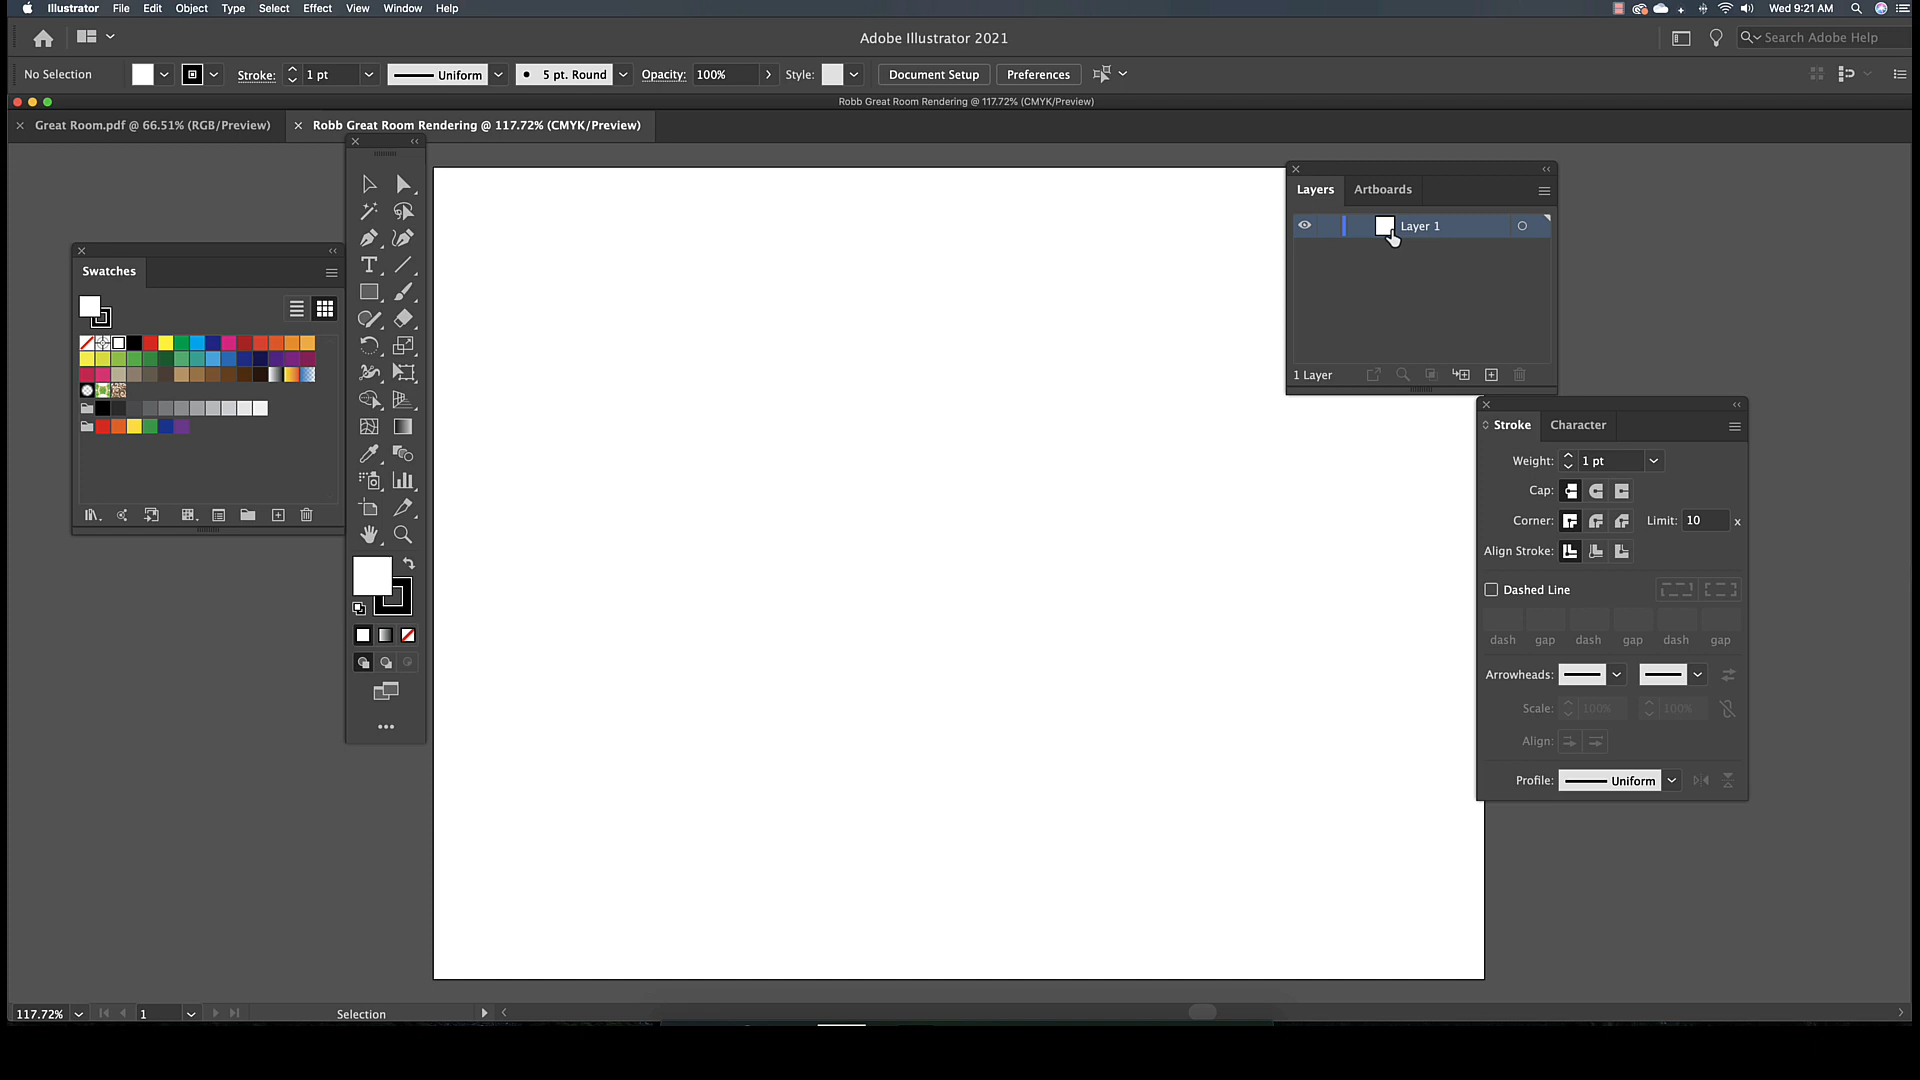 Illustrator File Edit Object Type Select Effect View Window Help
Wed 9:21 AM
Adobe Illustrator 2021
Search Adobe Help
No Selection
Stroke: 1 pt
Uniform
5 pt. Round
Opacity: 100%
Style:
Document Setup
Preferences
Robb Great Room Rendering @ 117.72% (CMYK/Preview)
Great Room.pdf @ 66.51% (RGB/Preview)
Robb Great Room Rendering @ 117.72% (CMYK/Preview)
Layers
Artboards
Layer 1
1 Layer
Swatches
Stroke
Character
Weight: 1 pt
Cap:
Corner:
Limit: 10 x
Align Stroke:
Dashed Line
dash gap dash gap dash gap
Arrowheads:
Scale: 100% 100%
Align:
Profile: Uniform
117.72%
1
Selection